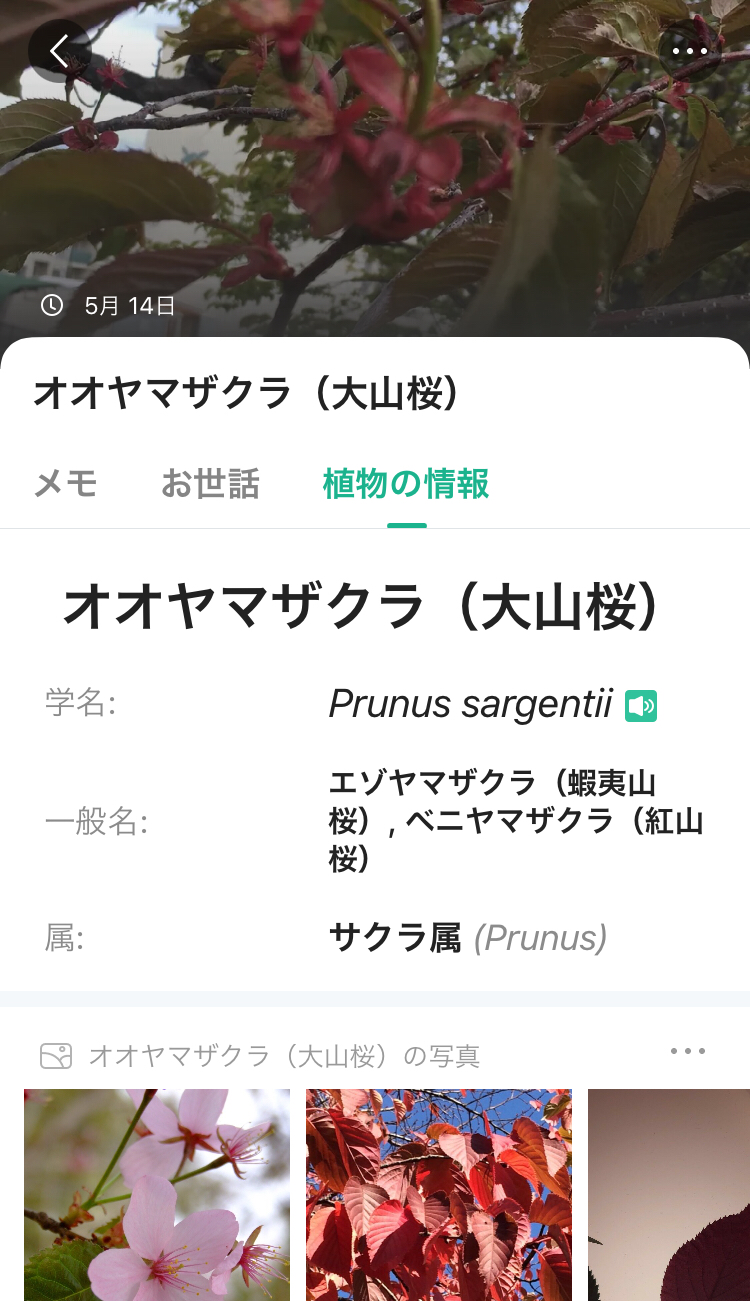 5月 14日
オオヤマザクラ（大山桜）
メモ お世話 植物の情報
オオヤマザクラ（大山桜）
学名: Prunus sargentii
一般名: エゾヤマザクラ（蝦夷山
桜）, ベニヤマザクラ（紅山
桜）
属: サクラ属 (Prunus)
オオヤマザクラ（大山桜）の写真